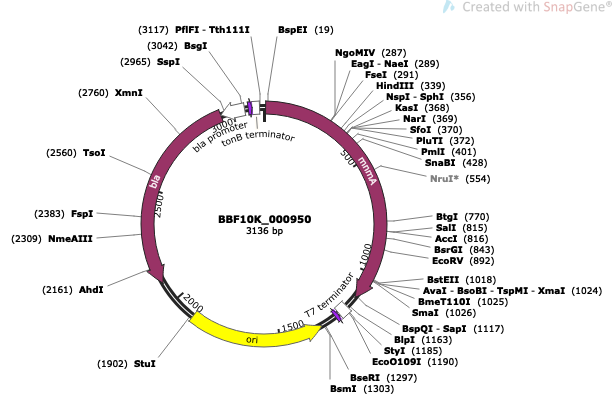 Created with SnapGene®
(3117) PflFI - Tth111I
BspEI (19)
(3042) BsgI
(2965) SspI
NgoMIV (287)
EagI - NaeI (289)
FseI (291)
HindIII (339)
NspI - SphI (356)
KasI (368)
NarI (369)
SfoI (370)
PluTI (372)
PmlI (401)
SnaBI (428)
NruI* (554)
(2760) XmnI
(2560) TsoI
(2383) FspI
(2309) NmeAIII
(2161) AhdI
(1902) StuI
bla promoter
tonB terminator
3000
500
mnmA
bla
2500
BBF10K_000950
3136 bp
BtgI (770)
SalI (815)
AccI (816)
BsrGI (843)
EcoRV (892)
1000
BstEII (1018)
AvaI - BsoBI - TspMI - XmaI (1024)
BmeT110I (1025)
SmaI (1026)
T7 terminator
2000
1500
ori
BspQI - SapI (1117)
BlpI (1163)
StyI (1185)
EcoO109I (1190)
BseRI (1297)
BsmI (1303)